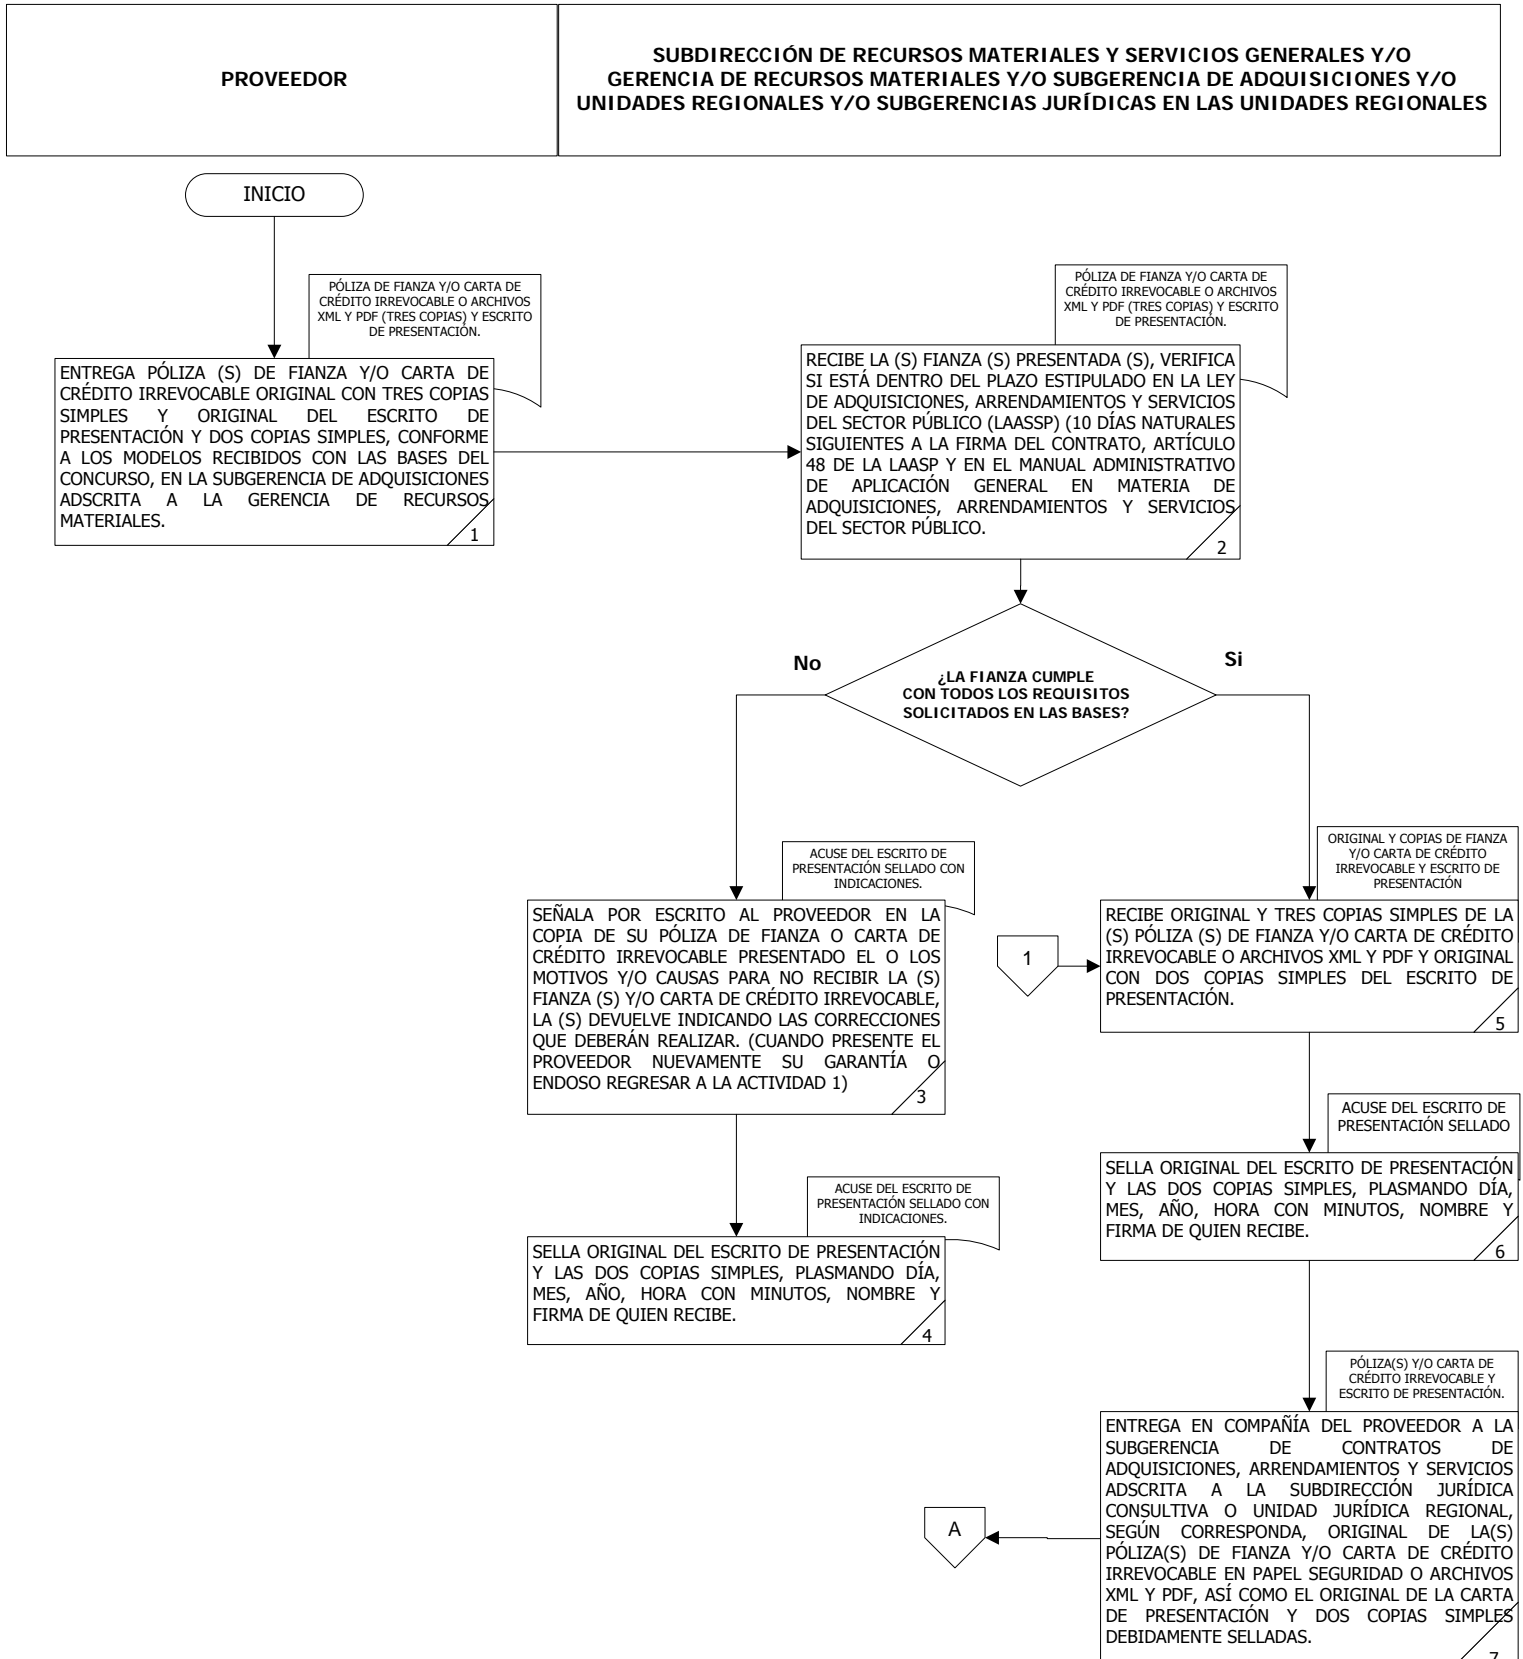 PROVEEDOR
SUBDIRECCIÓN DE RECURSOS MATERIALES Y SERVICIOS GENERALES Y/O
GERENCIA DE RECURSOS MATERIALES Y/O SUBGERENCIA DE ADQUISICIONES Y/O
UNIDADES REGIONALES Y/O SUBGERENCIAS JURÍDICAS EN LAS UNIDADES REGIONALES
INICIO
PÓLIZA DE FIANZA Y/O CARTA DE
CRÉDITO IRREVOCABLE O ARCHIVOS
XML Y PDF (TRES COPIAS) Y ESCRITO
DE PRESENTACIÓN.
ENTREGA PÓLIZA (S) DE FIANZA Y/O CARTA DE
CRÉDITO IRREVOCABLE ORIGINAL CON TRES COPIAS
SIMPLES Y ORIGINAL DEL ESCRITO DE
PRESENTACIÓN Y DOS COPIAS SIMPLES, CONFORME
A LOS MODELOS RECIBIDOS CON LAS BASES DEL
CONCURSO, EN LA SUBGERENCIA DE ADQUISICIONES
ADSCRITA A LA GERENCIA DE RECURSOS
MATERIALES.
1
PÓLIZA DE FIANZA Y/O CARTA DE
CRÉDITO IRREVOCABLE O ARCHIVOS
XML Y PDF (TRES COPIAS) Y ESCRITO
DE PRESENTACIÓN.
RECIBE LA (S) FIANZA (S) PRESENTADA (S), VERIFICA
SI ESTÁ DENTRO DEL PLAZO ESTIPULADO EN LA LEY
DE ADQUISICIONES, ARRENDAMIENTOS Y SERVICIOS
DEL SECTOR PÚBLICO (LAASSP) (10 DÍAS NATURALES
SIGUIENTES A LA FIRMA DEL CONTRATO, ARTÍCULO
48 DE LA LAASP Y EN EL MANUAL ADMINISTRATIVO
DE APLICACIÓN GENERAL EN MATERIA DE
ADQUISICIONES, ARRENDAMIENTOS Y SERVICIOS
DEL SECTOR PÚBLICO.
2
No
Si
¿LA FIANZA CUMPLE
CON TODOS LOS REQUISITOS
SOLICITADOS EN LAS BASES?
ACUSE DEL ESCRITO DE
PRESENTACIÓN SELLADO CON
INDICACIONES.
SEÑALA POR ESCRITO AL PROVEEDOR EN LA
COPIA DE SU PÓLIZA DE FIANZA O CARTA DE
CRÉDITO IRREVOCABLE PRESENTADO EL O LOS
MOTIVOS Y/O CAUSAS PARA NO RECIBIR LA (S)
FIANZA (S) Y/O CARTA DE CRÉDITO IRREVOCABLE,
LA (S) DEVUELVE INDICANDO LAS CORRECCIONES
QUE DEBERÁN REALIZAR. (CUANDO PRESENTE EL
PROVEEDOR NUEVAMENTE SU GARANTÍA O
ENDOSO REGRESAR A LA ACTIVIDAD 1)
3
ACUSE DEL ESCRITO DE
PRESENTACIÓN SELLADO CON
INDICACIONES.
SELLA ORIGINAL DEL ESCRITO DE PRESENTACIÓN
Y LAS DOS COPIAS SIMPLES, PLASMANDO DÍA,
MES, AÑO, HORA CON MINUTOS, NOMBRE Y
FIRMA DE QUIEN RECIBE.
4
ORIGINAL Y COPIAS DE FIANZA
Y/O CARTA DE CRÉDITO
IRREVOCABLE Y ESCRITO DE
PRESENTACIÓN
1
RECIBE ORIGINAL Y TRES COPIAS SIMPLES DE LA
(S) PÓLIZA (S) DE FIANZA Y/O CARTA DE CRÉDITO
IRREVOCABLE O ARCHIVOS XML Y PDF Y ORIGINAL
CON DOS COPIAS SIMPLES DEL ESCRITO DE
PRESENTACIÓN.
5
ACUSE DEL ESCRITO DE
PRESENTACIÓN SELLADO
SELLA ORIGINAL DEL ESCRITO DE PRESENTACIÓN
Y LAS DOS COPIAS SIMPLES, PLASMANDO DÍA,
MES, AÑO, HORA CON MINUTOS, NOMBRE Y
FIRMA DE QUIEN RECIBE.
6
PÓLIZA(S) Y/O CARTA DE
CRÉDITO IRREVOCABLE Y
ESCRITO DE PRESENTACIÓN.
ENTREGA EN COMPAÑÍA DEL PROVEEDOR A LA
SUBGERENCIA DE CONTRATOS DE
ADQUISICIONES, ARRENDAMIENTOS Y SERVICIOS
ADSCRITA A LA SUBDIRECCIÓN JURÍDICA
CONSULTIVA O UNIDAD JURÍDICA REGIONAL,
SEGÚN CORRESPONDA, ORIGINAL DE LA(S)
PÓLIZA(S) DE FIANZA Y/O CARTA DE CRÉDITO
IRREVOCABLE EN PAPEL SEGURIDAD O ARCHIVOS
XML Y PDF, ASÍ COMO EL ORIGINAL DE LA CARTA
DE PRESENTACIÓN Y DOS COPIAS SIMPLES
DEBIDAMENTE SELLADAS.
7
A